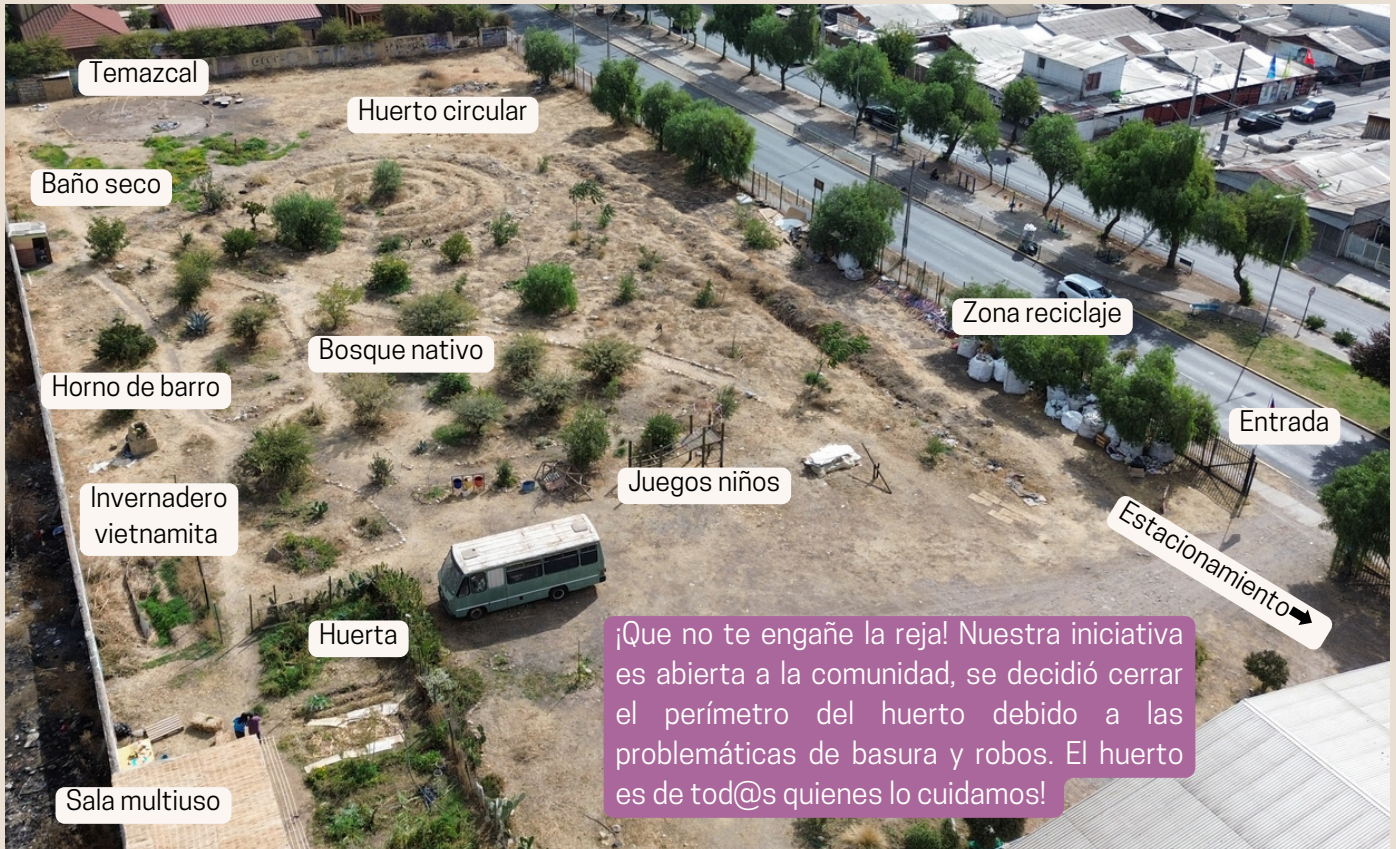 Temazcal
Huerto circular
Baño seco
Zona reciclaje
Bosque nativo
Horno de barro
Entrada
Juegos niños
Invernadero
vietnamita
Estacionamiento
Huerta
¡Que no te engañe la reja! Nuestra iniciativa
es abierta a la comunidad, se decidió cerrar
el perímetro del huerto debido a las
problemáticas de basura y robos. El huerto
es de tod@s quienes lo cuidamos!
Sala multiuso